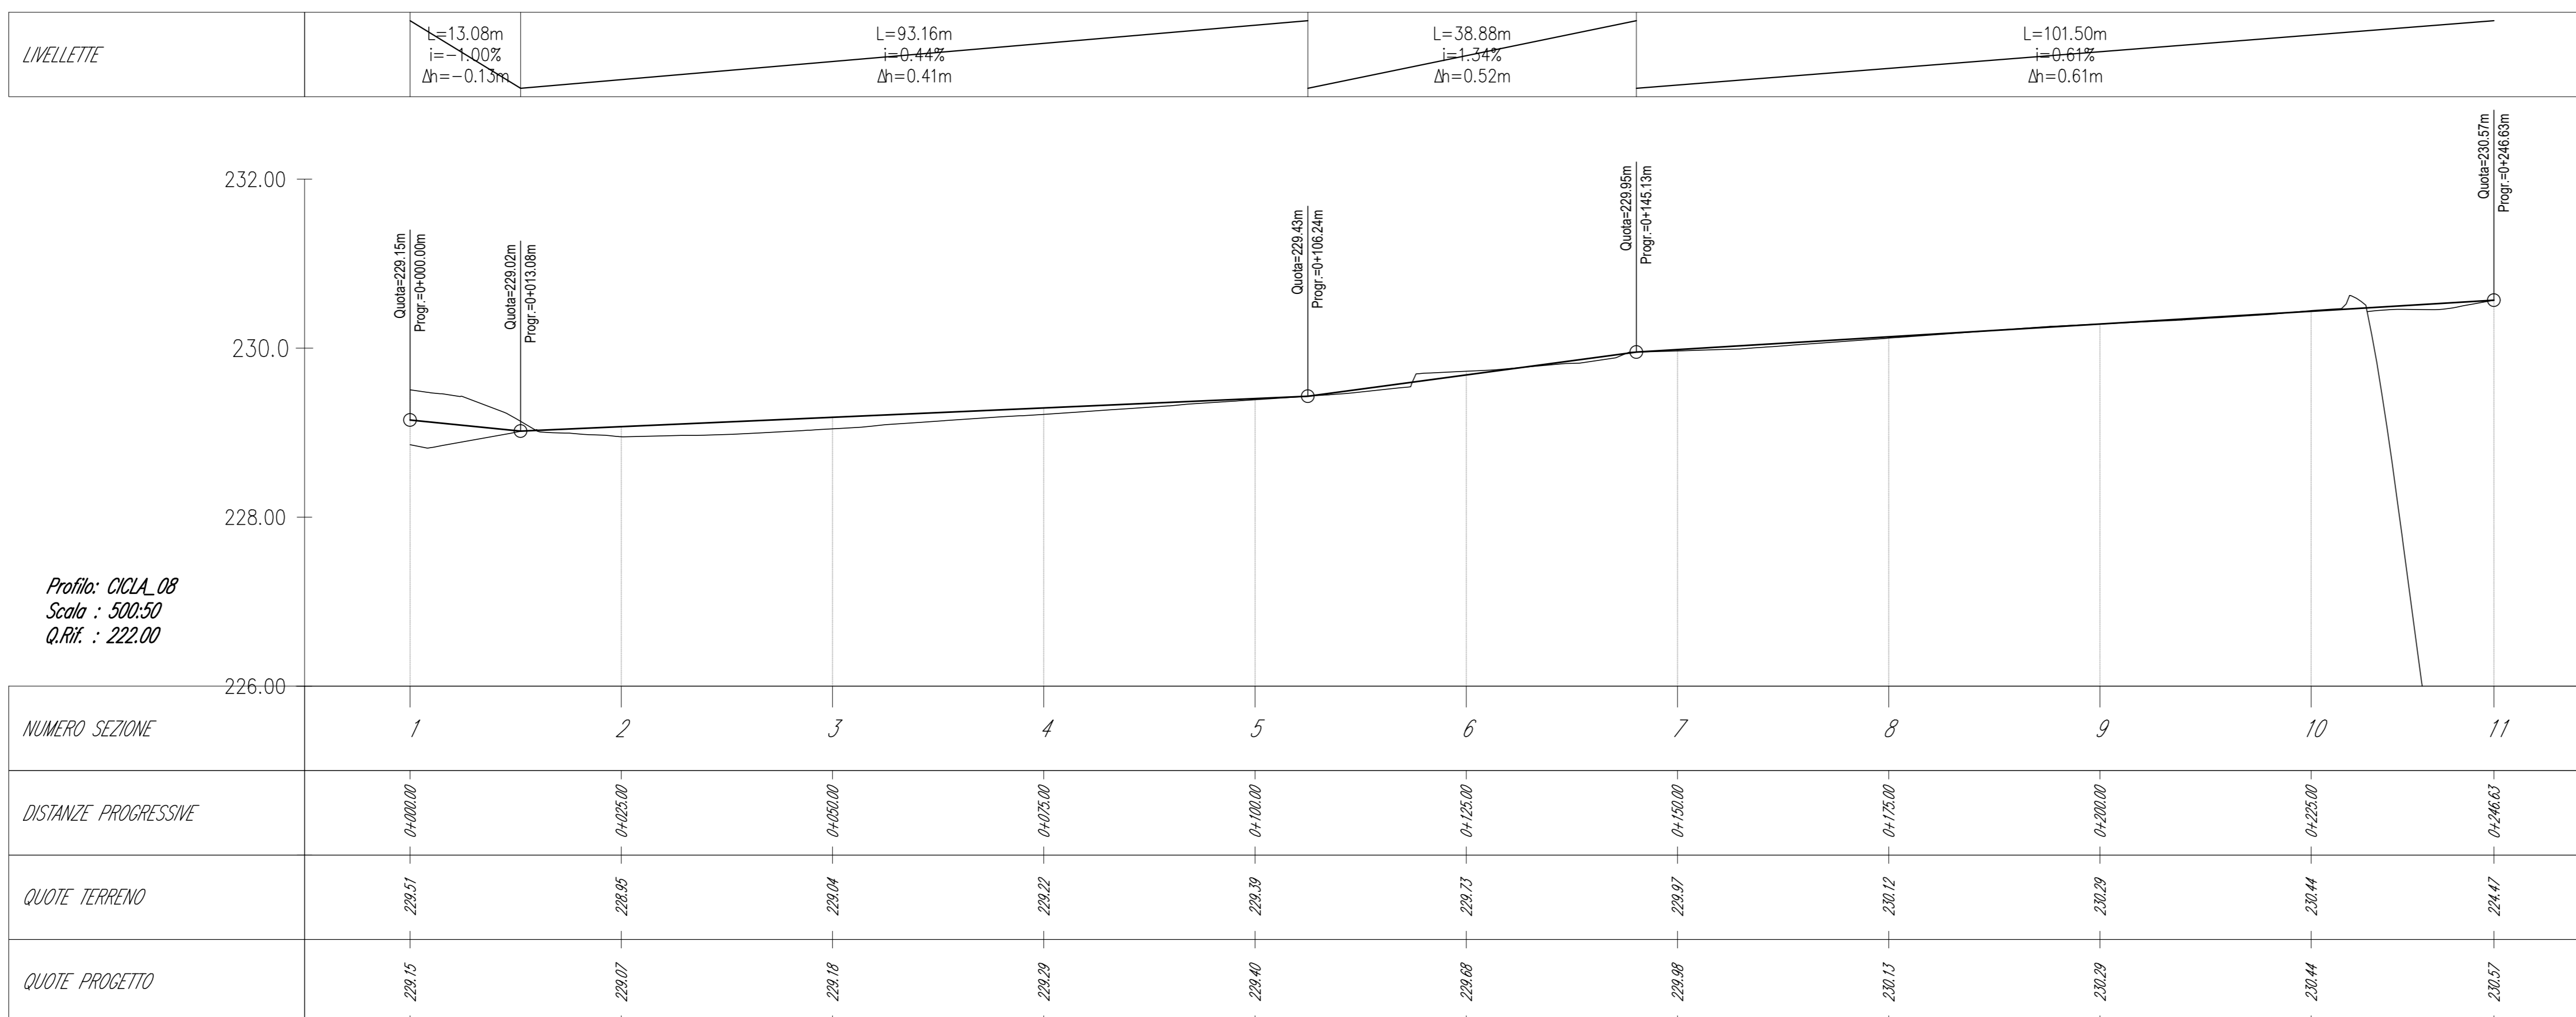 LIVELLETTE
L=13.08m
i=-1.00%
Δh=-0.13m
L=93.16m
i=0.44%
Δh=0.41m
L=38.88m
i=1.34%
Δh=0.52m
L=101.50m
i=0.61%
Δh=0.61m
232.00
230.0
228.00
226.00
Quota=229.15m
Progr.=0+000.00m
Quota=229.02m
Progr.=0+013.08m
Quota=229.43m
Progr.=0+106.24m
Quota=229.95m
Progr.=0+145.13m
Quota=230.57m
Progr.=0+246.63m
Profilo: CICLA_08
Scala : 500:50
Q.Rif. : 222.00
NUMERO SEZIONE 1 2 3 4 5 6 7 8 9 10 11
DISTANZE PROGRESSIVE 0+000.00 0+025.00 0+050.00 0+075.00 0+100.00 0+125.00 0+150.00 0+175.00 0+200.00 0+225.00 0+246.63
QUOTE TERRENO 229.51 228.95 229.04 229.22 229.39 229.73 229.97 230.12 230.29 230.44 224.47
QUOTE PROGETTO 229.15 229.07 229.18 229.29 229.40 229.68 229.98 230.13 230.29 230.44 230.57